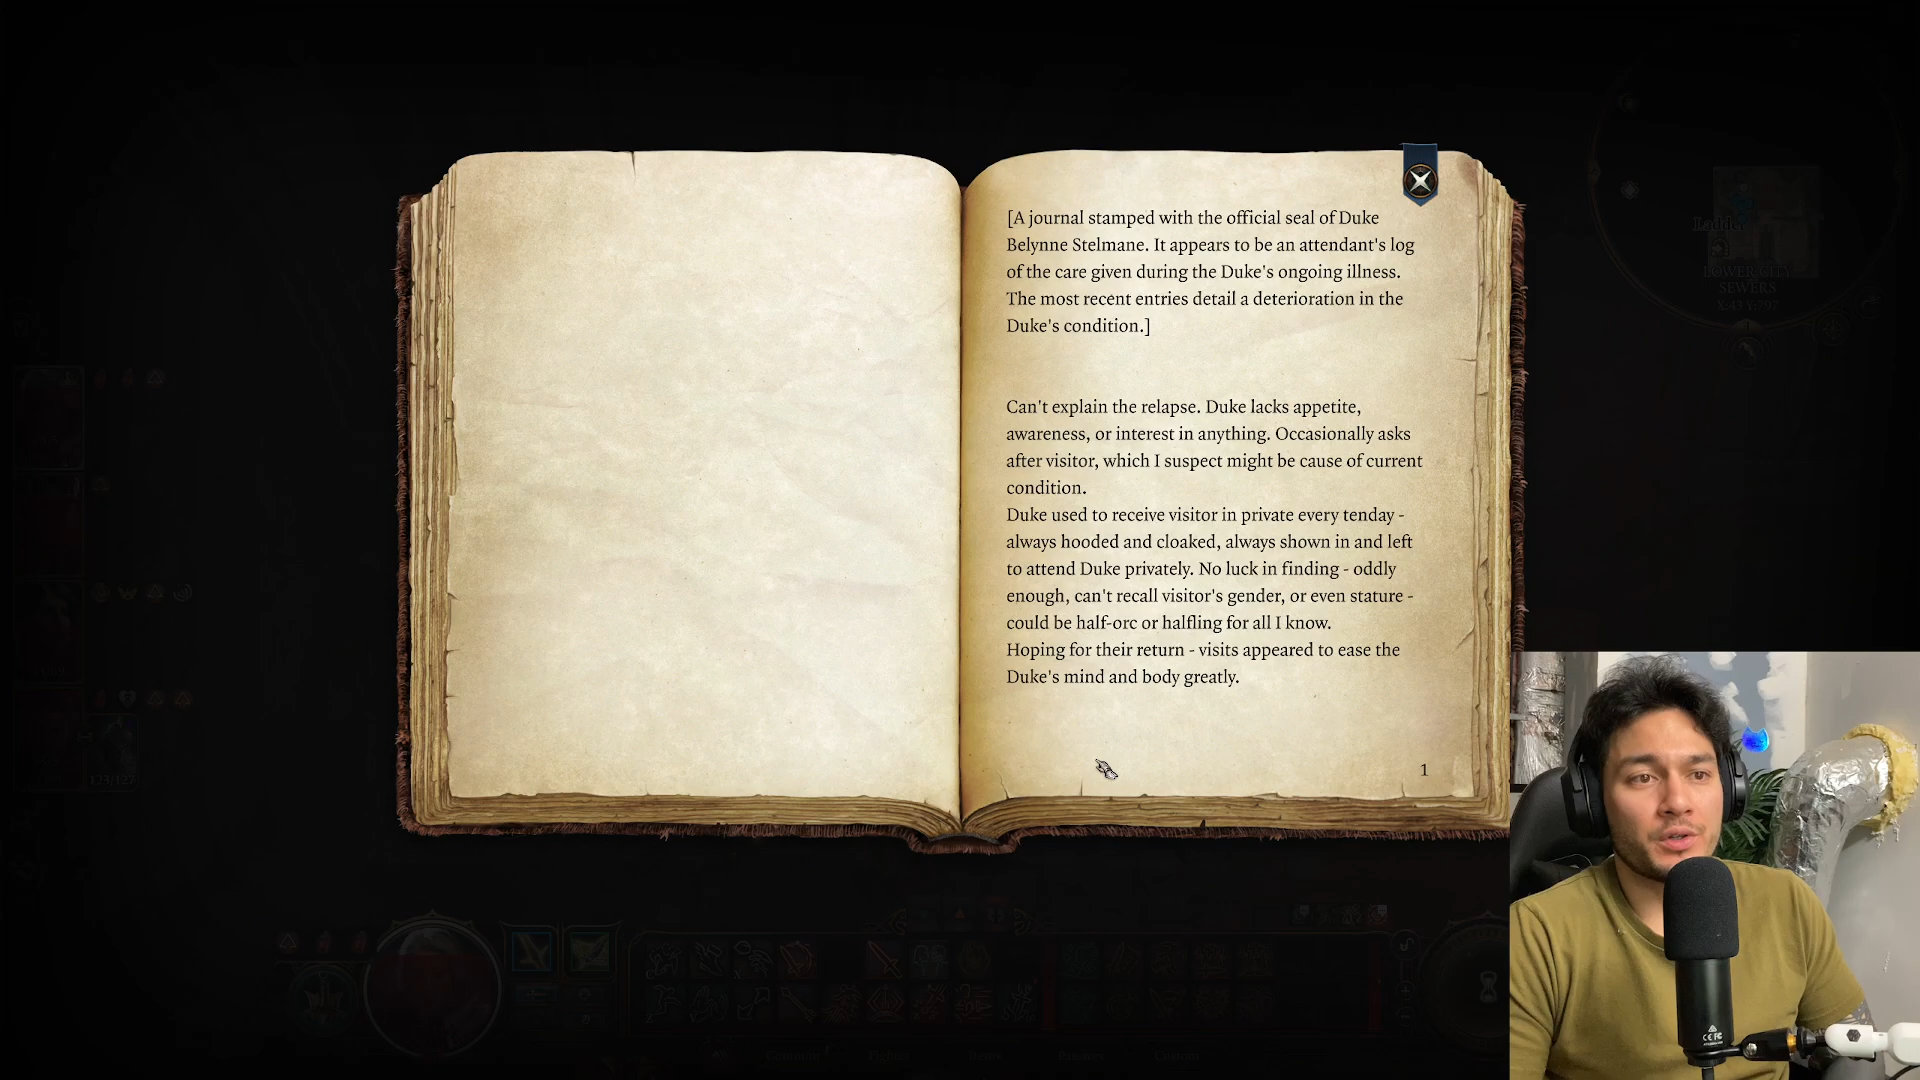 [A journal stamped with the official seal of Duke
Belynne Stelmane. It appears to be an attendant's log
of the care given during the Duke's ongoing illness.
The most recent entries detail a deterioration in the
Duke's condition.]
Can't explain the relapse. Duke lacks appetite,
awareness, or interest in anything. Occasionally asks
after visitor, which I suspect might be cause of current
condition.
Duke used to receive visitor in private every tenday -
always hooded and cloaked, always shown in and left
to attend Duke privately. No luck in finding - oddly
enough, can't recall visitor's gender, or even stature -
could be half-orc or halfling for all I know.
Hoping for their return - visits appeared to ease the
Duke's mind and body greatly.
1
Ladder
LOWER CITY
SEWERS
123/127